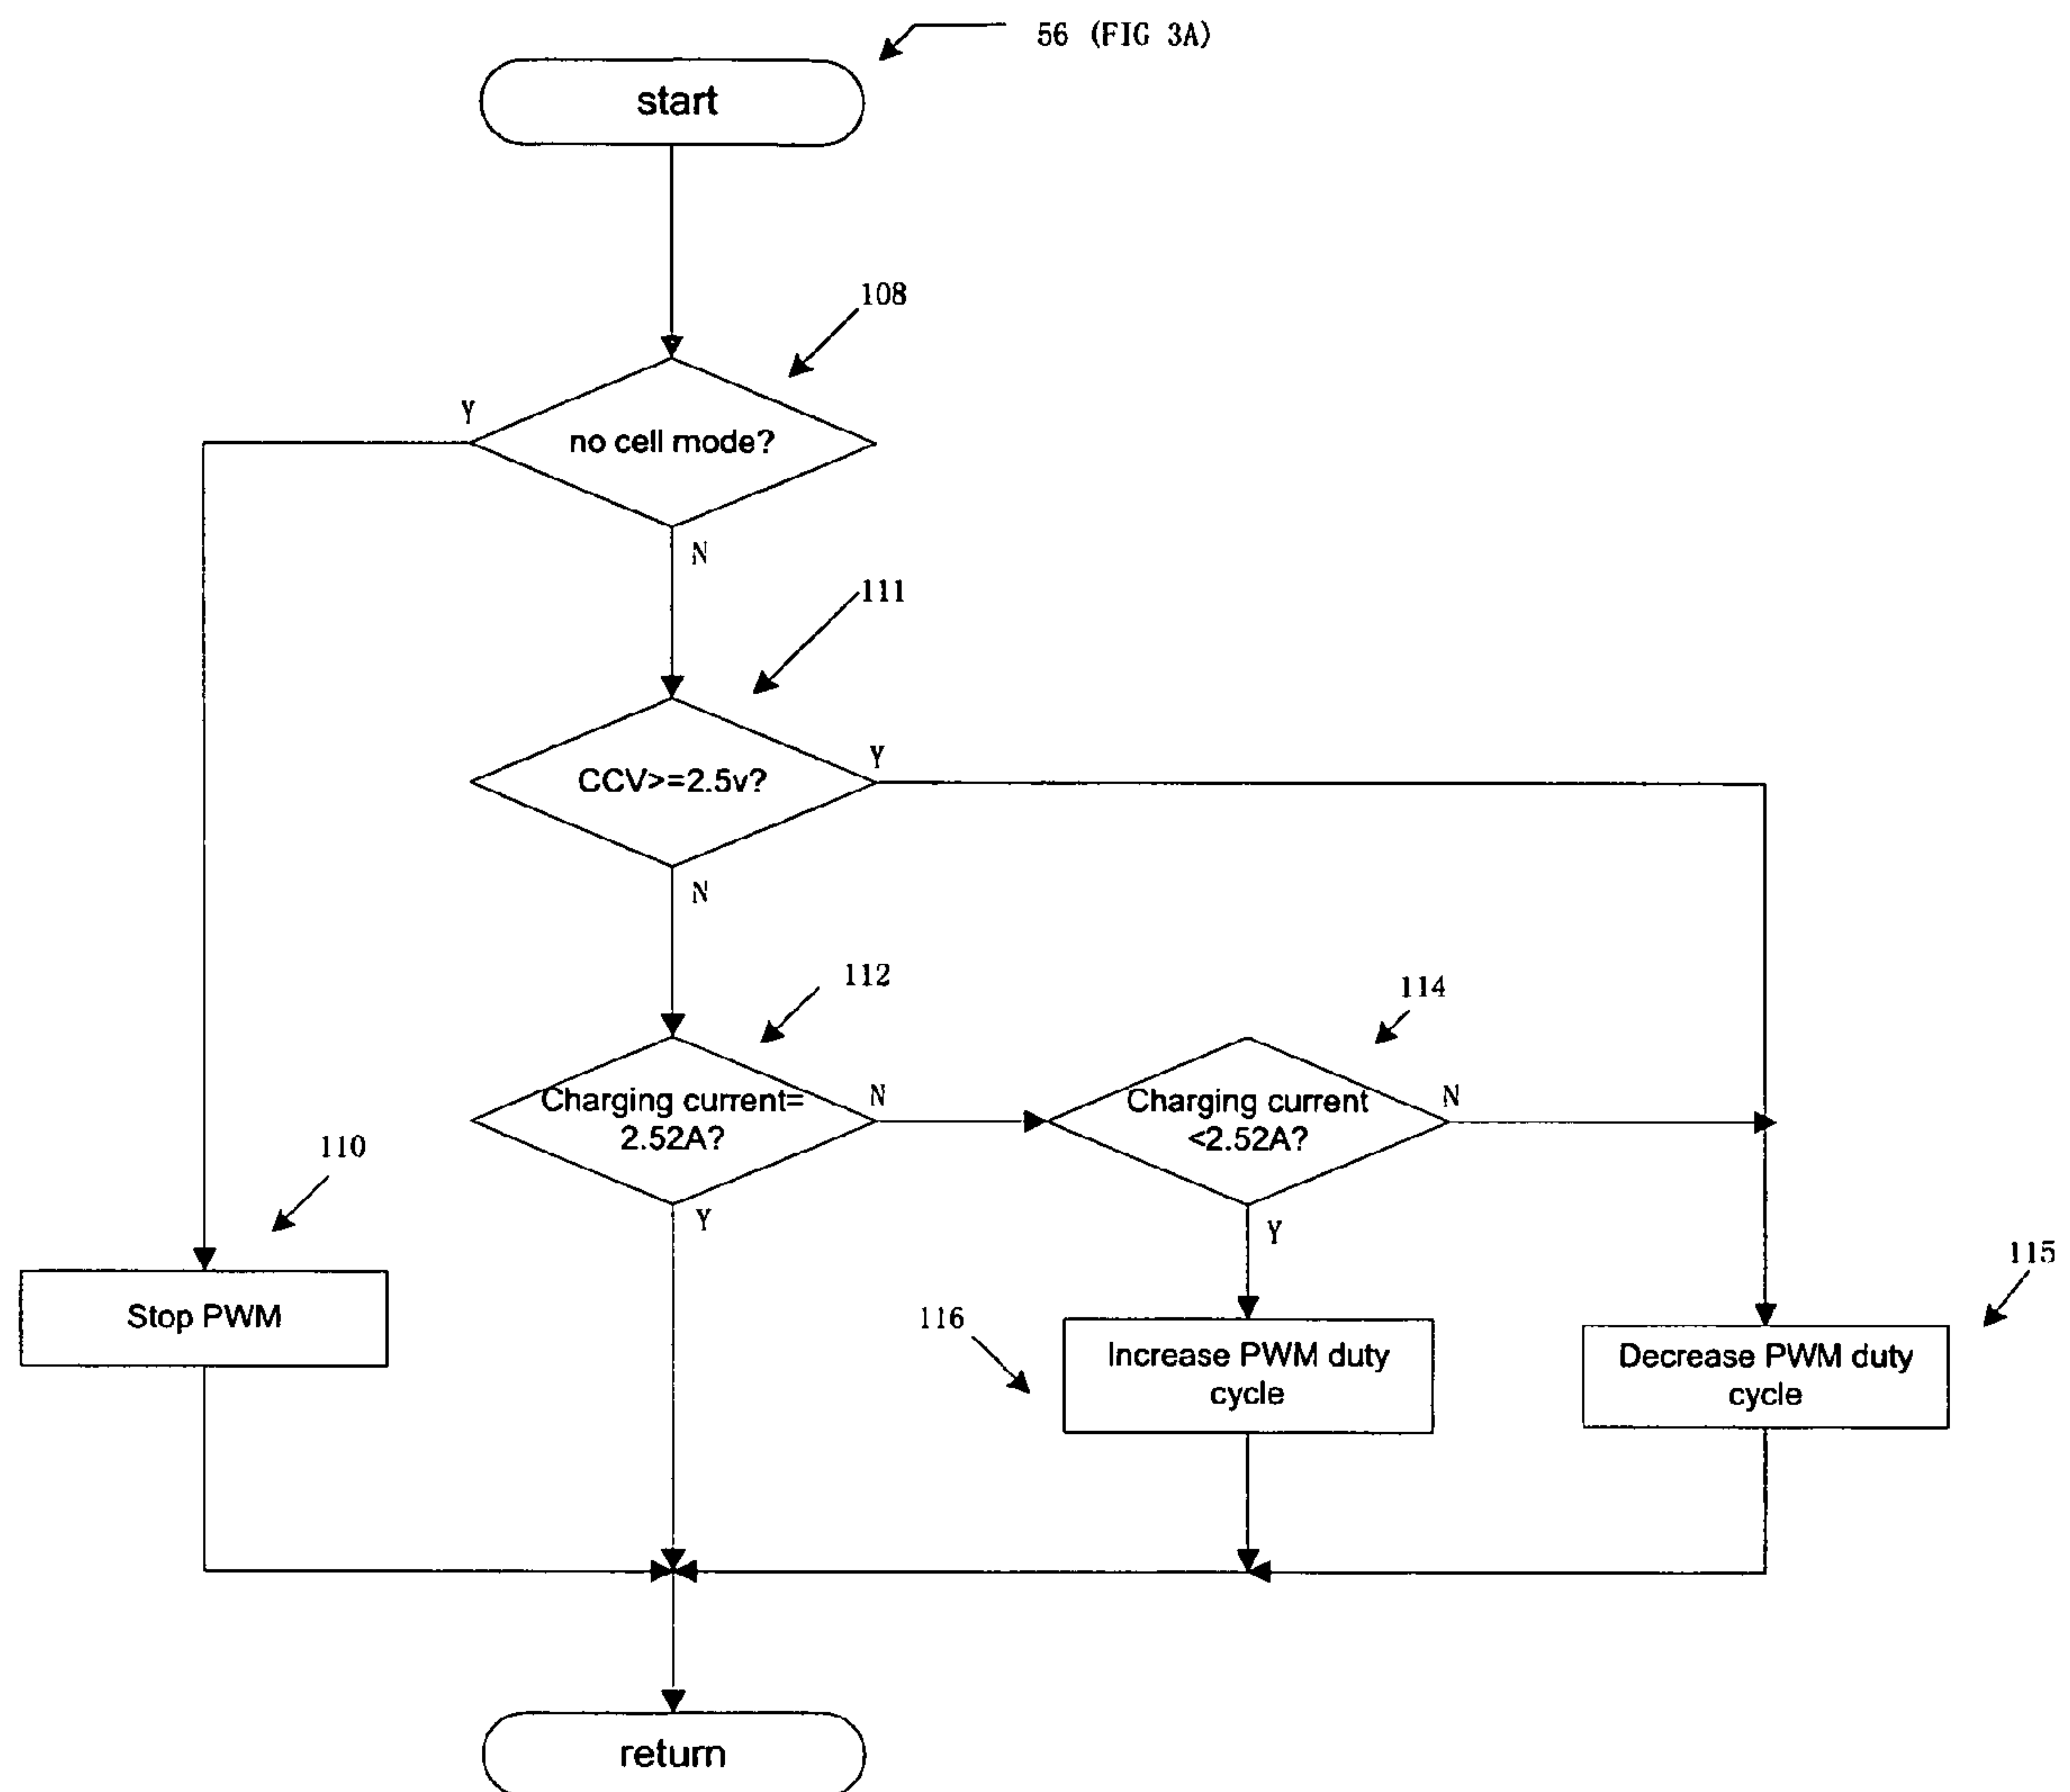 56 (FIG 3A)
start
108
Y
no cell mode?
N
111
Y
CCV>=2.5v?
N
112
114
Charging current=
2.52A?
N
Charging current
<2.52A?
N
110
Y
Y
115
Stop PWM
116
Increase PWM duty
cycle
Decrease PWM duty
cycle
return